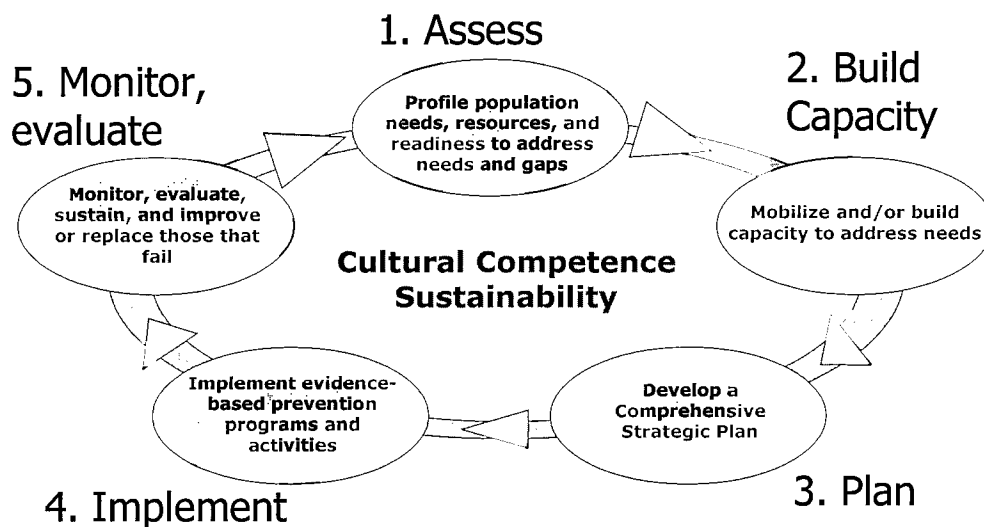 1. Assess
Profile population
needs, resources, and
readiness to address
needs and gaps
2. Build
Capacity
Mobilize and/or build
capacity to address needs
3. Plan
Develop a
Comprehensive
Strategic Plan
4. Implement
Implement evidence-
based prevention
programs and
activities
5. Monitor,
evaluate
Monitor, evaluate,
sustain, and improve
or replace those that
fail
Cultural Competence
Sustainability